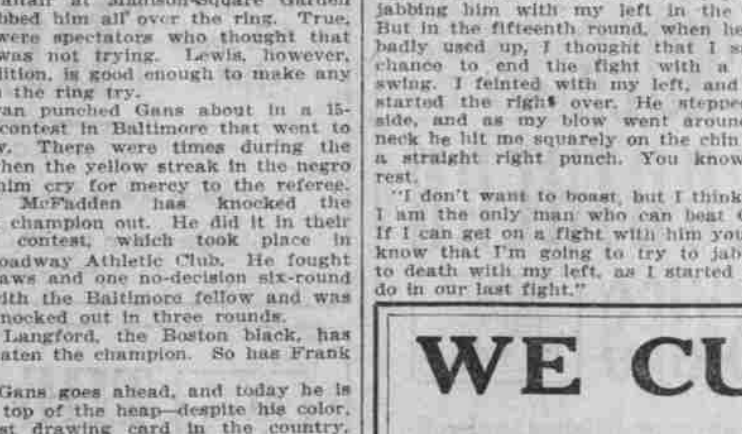 affair at Madison Square Garden
bbed him all over the ring. True,
were spectators who thought that
was not trying. Lewis, however,
dition, is good enough to make any
the ring try.
van punched Gans about in a 15-
contest in Baltimore that went to
y. There were times during the
hen the yellow streak in the negro
him cry for mercy to the referee.
McFadden has knocked the
champion out. He did it in their
contest, which took place in
oadway Athletic Club. He fought
aws and one no-decision six-round
ith the Baltimore fellow and was
nocked out in three rounds.
Langford, the Boston black, has
aten the champion. So has Frank
Gans goes ahead, and today he is
top of the heap—despite his color,
st drawing card in the country.
jabbing him with my left in the
But in the fifteenth round, when he
badly used up, I thought that I s
chance to end the fight with a
swing. I feinted with my left, and
started the right over. He stepped
side, and as my blow went around
neck he hit me squarely on the chin
a straight right punch. You know
rest.
"I don't want to boast, but I think
I am the only man who can beat
If I can get on a fight with him you
know that I'm going to try to jab
to death with my left, as I started
do in our last fight."
WE CU